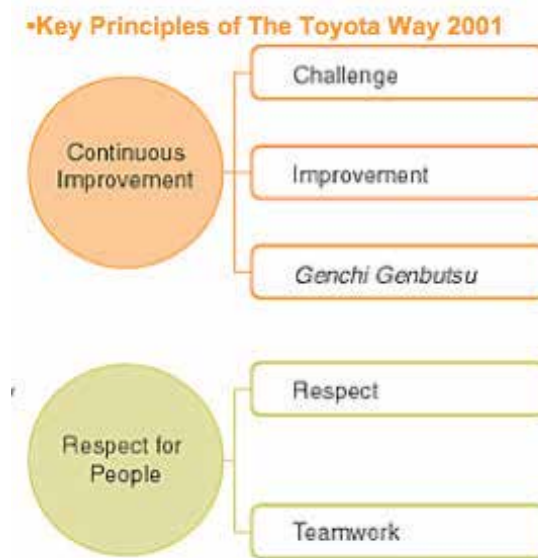 •Key Principles of The Toyota Way 2001
Continuous
Improvement
Challenge
Improvement
Genchi Genbutsu
Respect for
People
Respect
Teamwork